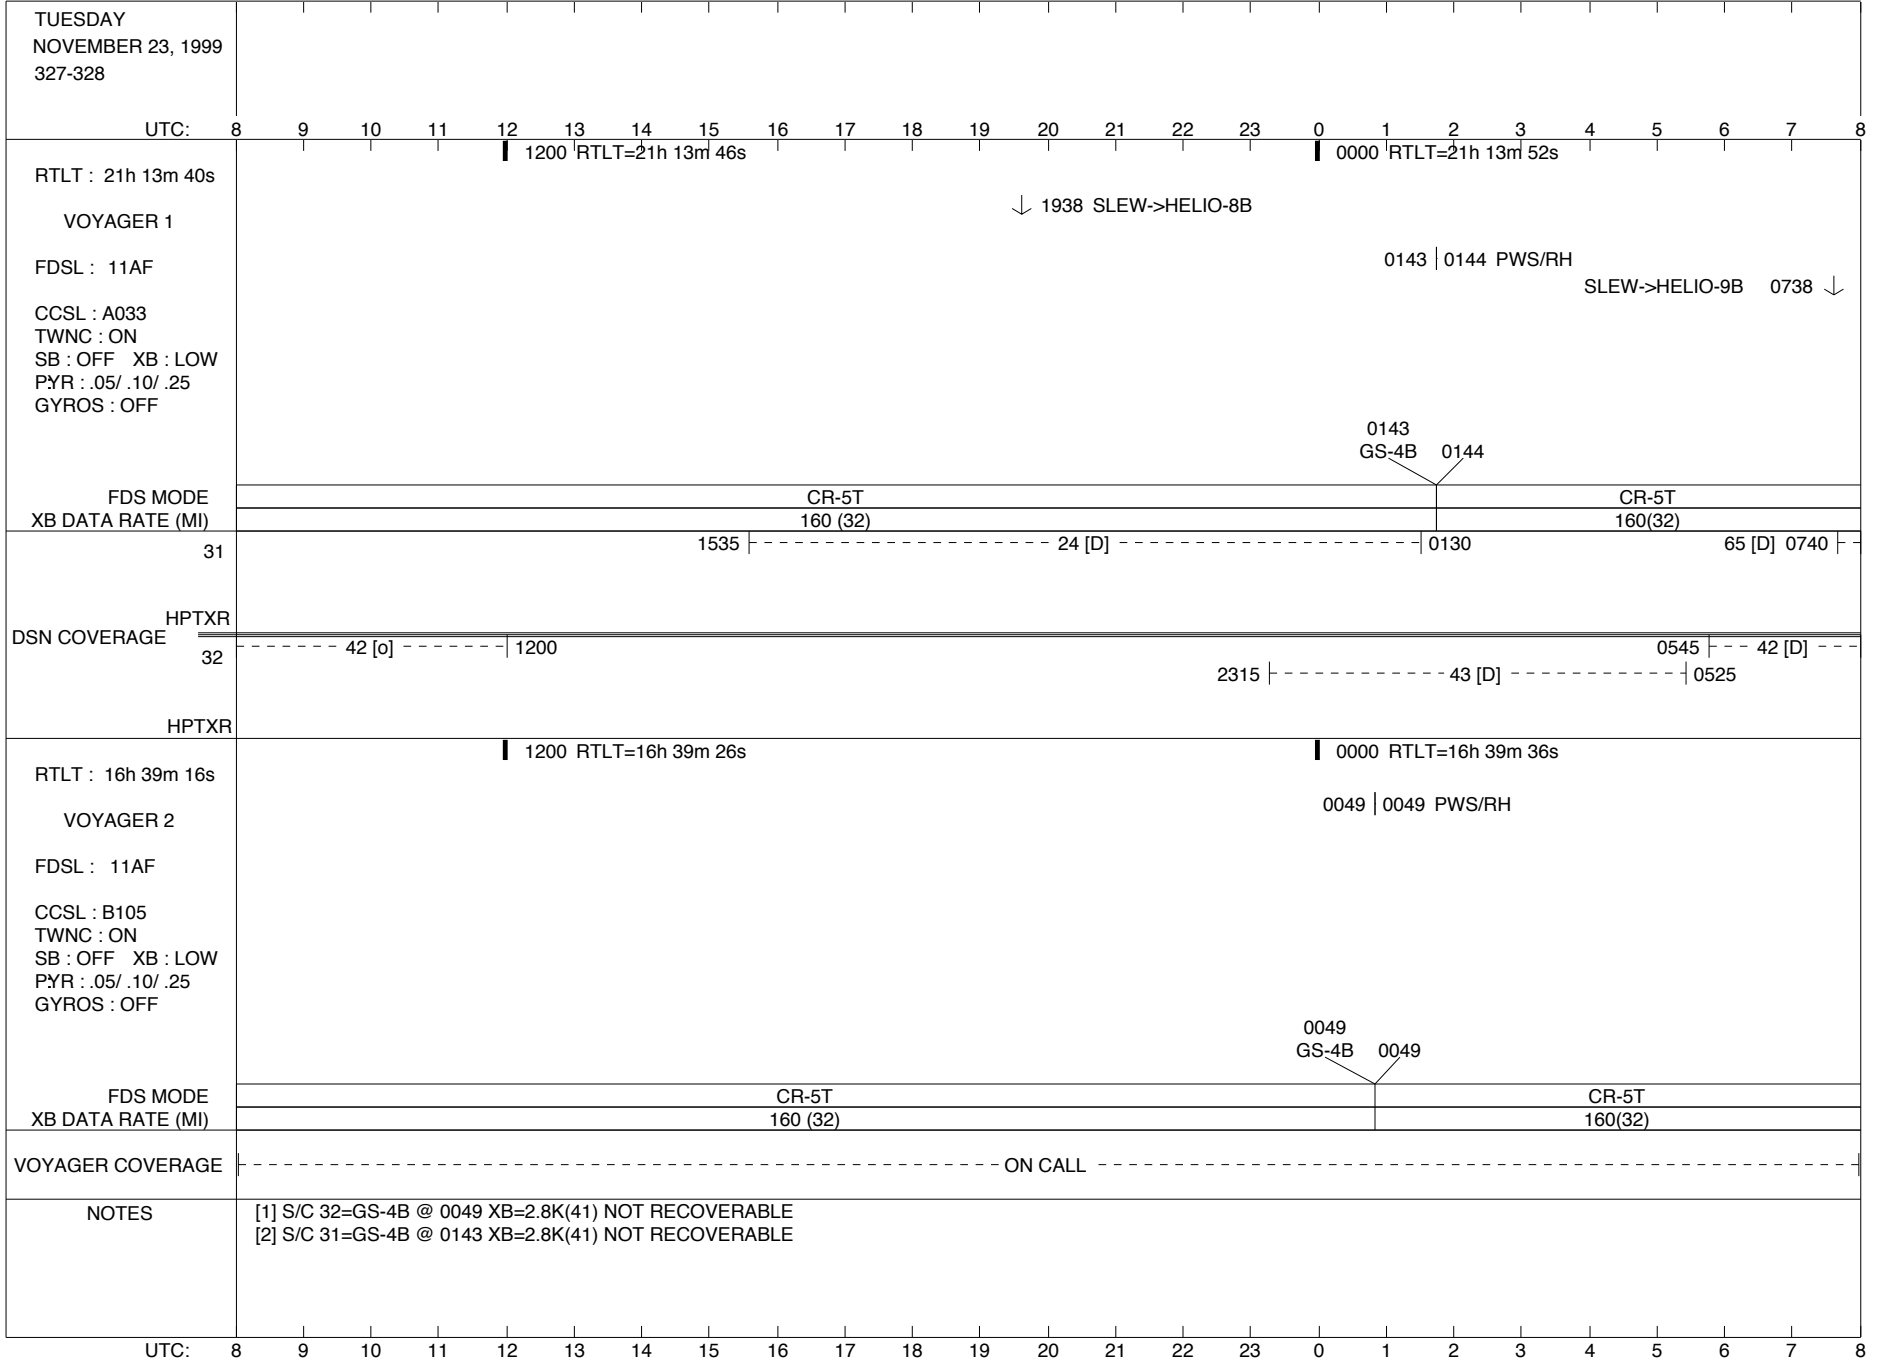 TUESDAY
NOVEMBER 23, 1999
327-328
UTC: 8 9 10 11 12 13 14 15 16 17 18 19 20 21 22 23 0 1 2 3 4 5 6 7 8
1200 RTLT=21h 13m 46s 0000 RTLT=21h 13m 52s
RTLT : 21h 13m 40s
1938 SLEW->HELIO-8B
VOYAGER 1
0143 0144 PWS/RH
FDSL : 11AF
SLEW->HELIO-9B 0738
CCSL : A033
TWNC : ON
SB : OFF XB : LOW
P:YR : .05/ .10/ .25
GYROS : OFF
0143
GS-4B 0144
FDS MODE CR-5T CR-5T
XB DATA RATE (MI) 160 (32) 160(32)
31 1535 24 [D] 0130 65 [D] 0740
HPTXR
DSN COVERAGE
32 42 [o] 1200 0545 42 [D]
2315 43 [D] 0525
HPTXR
1200 RTLT=16h 39m 26s 0000 RTLT=16h 39m 36s
RTLT : 16h 39m 16s
0049 0049 PWS/RH
VOYAGER 2
FDSL : 11AF
CCSL : B105
TWNC : ON
SB : OFF XB : LOW
P:YR : .05/ .10/ .25
GYROS : OFF
0049
GS-4B 0049
FDS MODE CR-5T CR-5T
XB DATA RATE (MI) 160 (32) 160(32)
VOYAGER COVERAGE ON CALL
NOTES [1] S/C 32=GS-4B @ 0049 XB=2.8K(41) NOT RECOVERABLE
[2] S/C 31=GS-4B @ 0143 XB=2.8K(41) NOT RECOVERABLE
UTC: 8 9 10 11 12 13 14 15 16 17 18 19 20 21 22 23 0 1 2 3 4 5 6 7 8